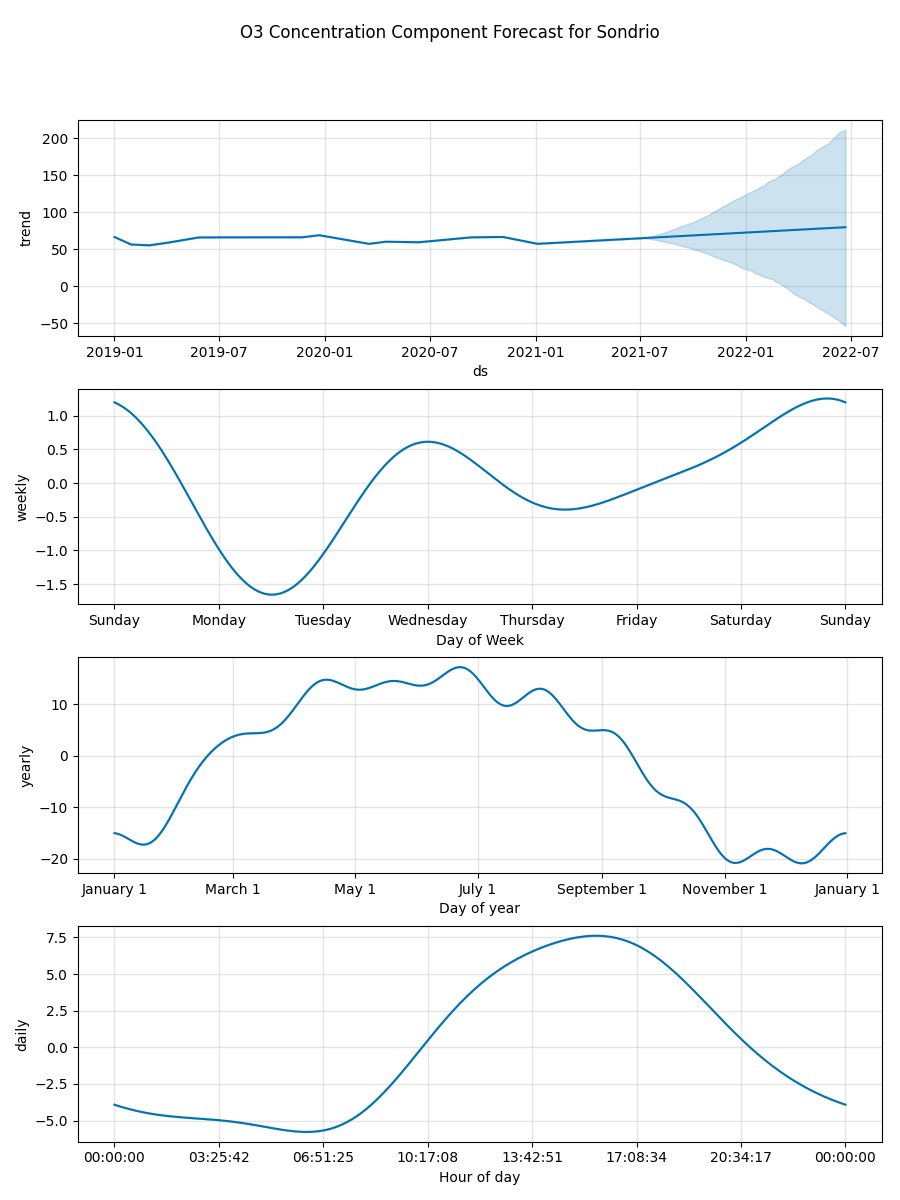 O3 Concentration Component Forecast for Sondrio
trend
200
150
100
50
0
−50
2019-01 2019-07 2020-01 2020-07 2021-01 2021-07 2022-01 2022-07
ds
weekly
1.0
0.5
0.0
−0.5
−1.0
−1.5
Sunday Monday Tuesday Wednesday Thursday Friday Saturday Sunday
Day of Week
yearly
10
0
−10
−20
January 1 March 1 May 1 July 1 September 1 November 1 January 1
Day of year
daily
7.5
5.0
2.5
0.0
−2.5
−5.0
00:00:00 03:25:42 06:51:25 10:17:08 13:42:51 17:08:34 20:34:17 00:00:00
Hour of day